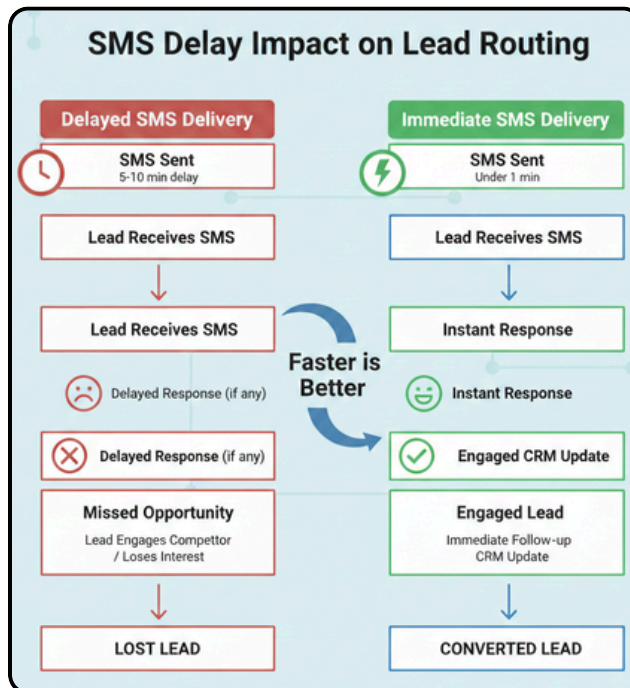 SMS Delay Impact on Lead Routing
Delayed SMS Delivery
SMS Sent
5-10 min delay
Lead Receives SMS
Lead Receives SMS
Delayed Response (if any)
Delayed Response (if any)
Missed Opportunity
Lead Engages Compettor
/ Loses Interest
LOST LEAD
Faster is
Better
Immediate SMS Delivery
SMS Sent
Under 1 min
Lead Receives SMS
Instant Response
Instant Response
Engaged CRM Update
Engaged Lead
Immediate Follow-up
CRM Update
CONVERTED LEAD